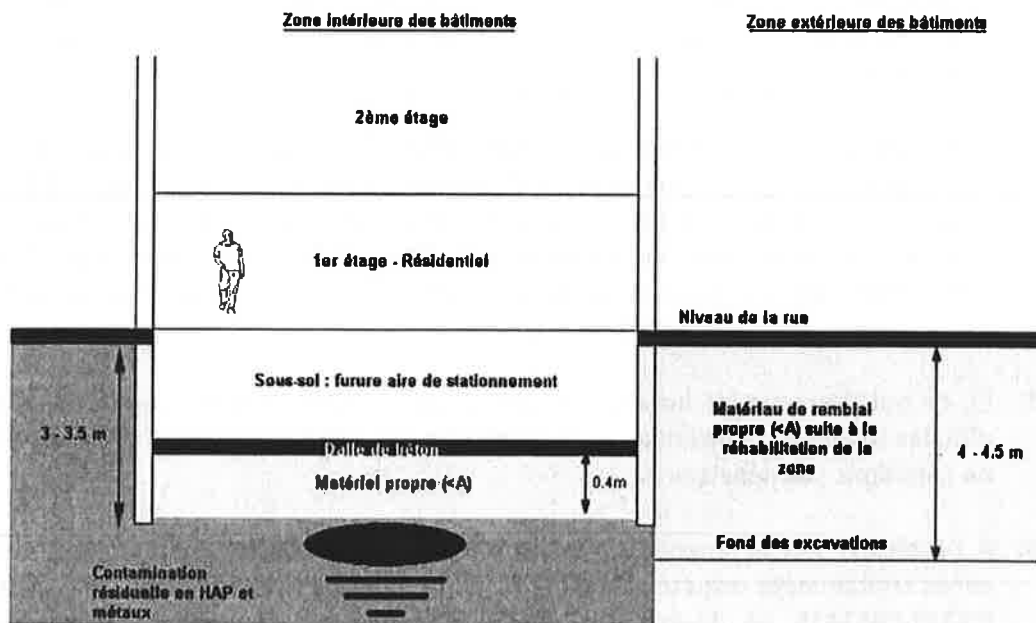 Zone intérieure des bâtiments
Zone extérieure des bâtiments
2ème étage
1er étage - Résidentiel
Niveau de la rue
Sous-sol : furure aire de stationnement
3 - 3.5 m
Matériau de remblai
propre (<A) suite à la
réhabilitation de la
zone
4 - 4.5 m
Dalle de béton
Matériel propre (<A)
0.4m
Fond des excavations
Contamination
résiduelle en HAP et
métaux